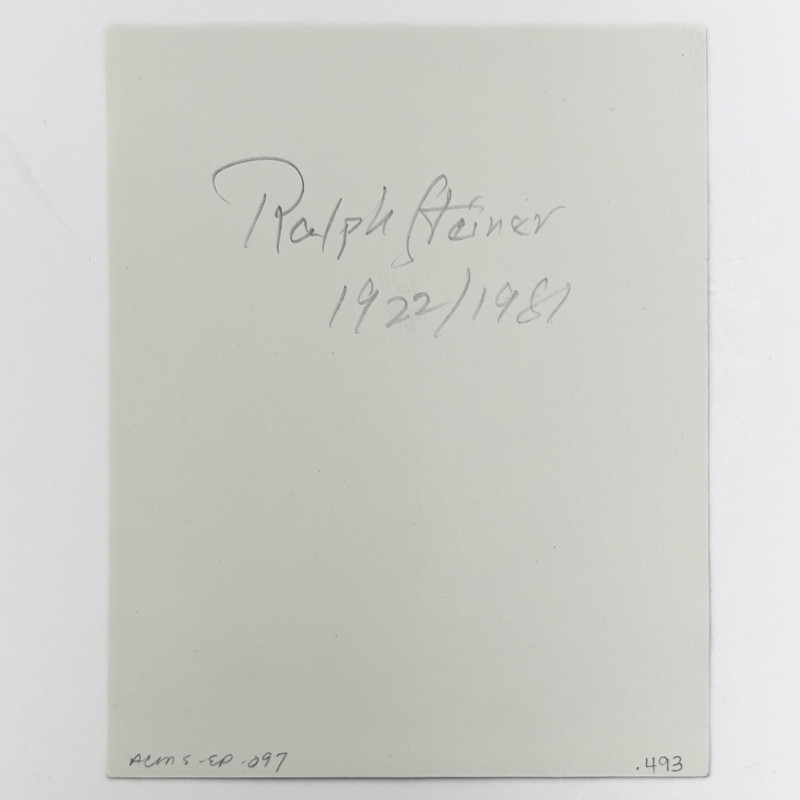 Ralph Steiner
1922/1981
ACMS-EP-097
.493